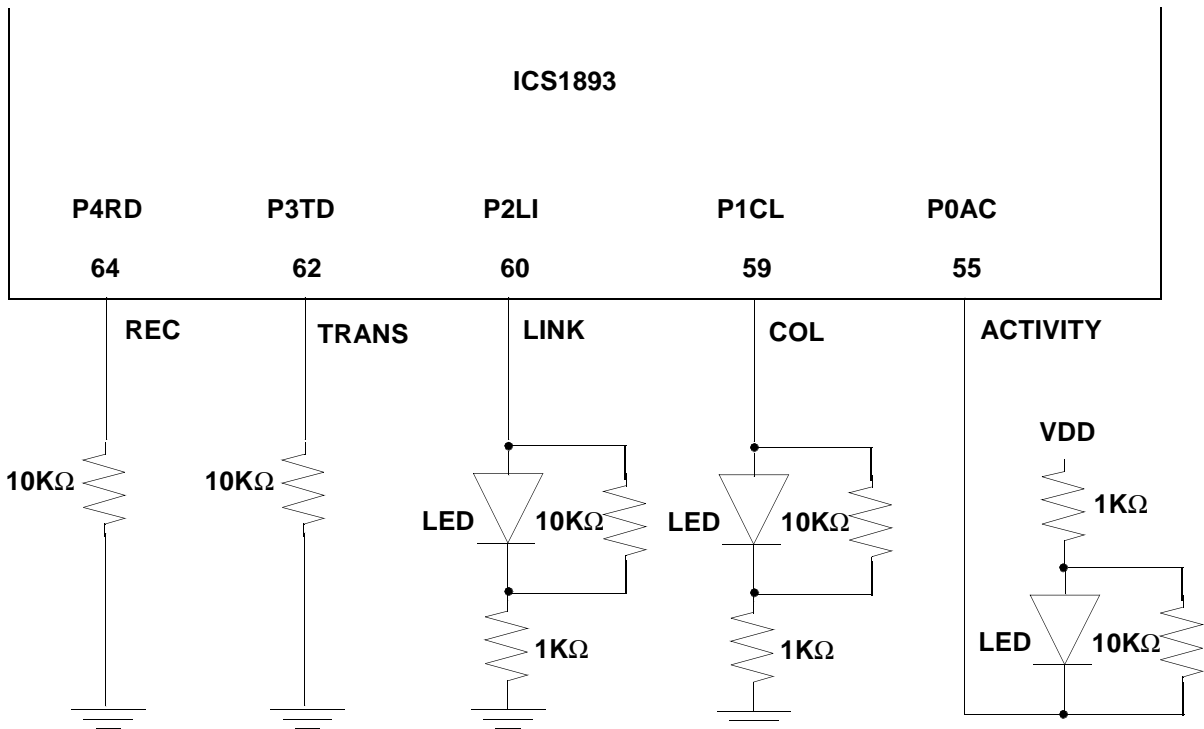 ICS1893
P4RD P3TD P2LI P1CL P0AC
64 62 60 59 55
REC TRANS LINK COL ACTIVITY
VDD
10KΩ 10KΩ 1KΩ
LED 10KΩ LED 10KΩ
1KΩ 1KΩ LED 10KΩ